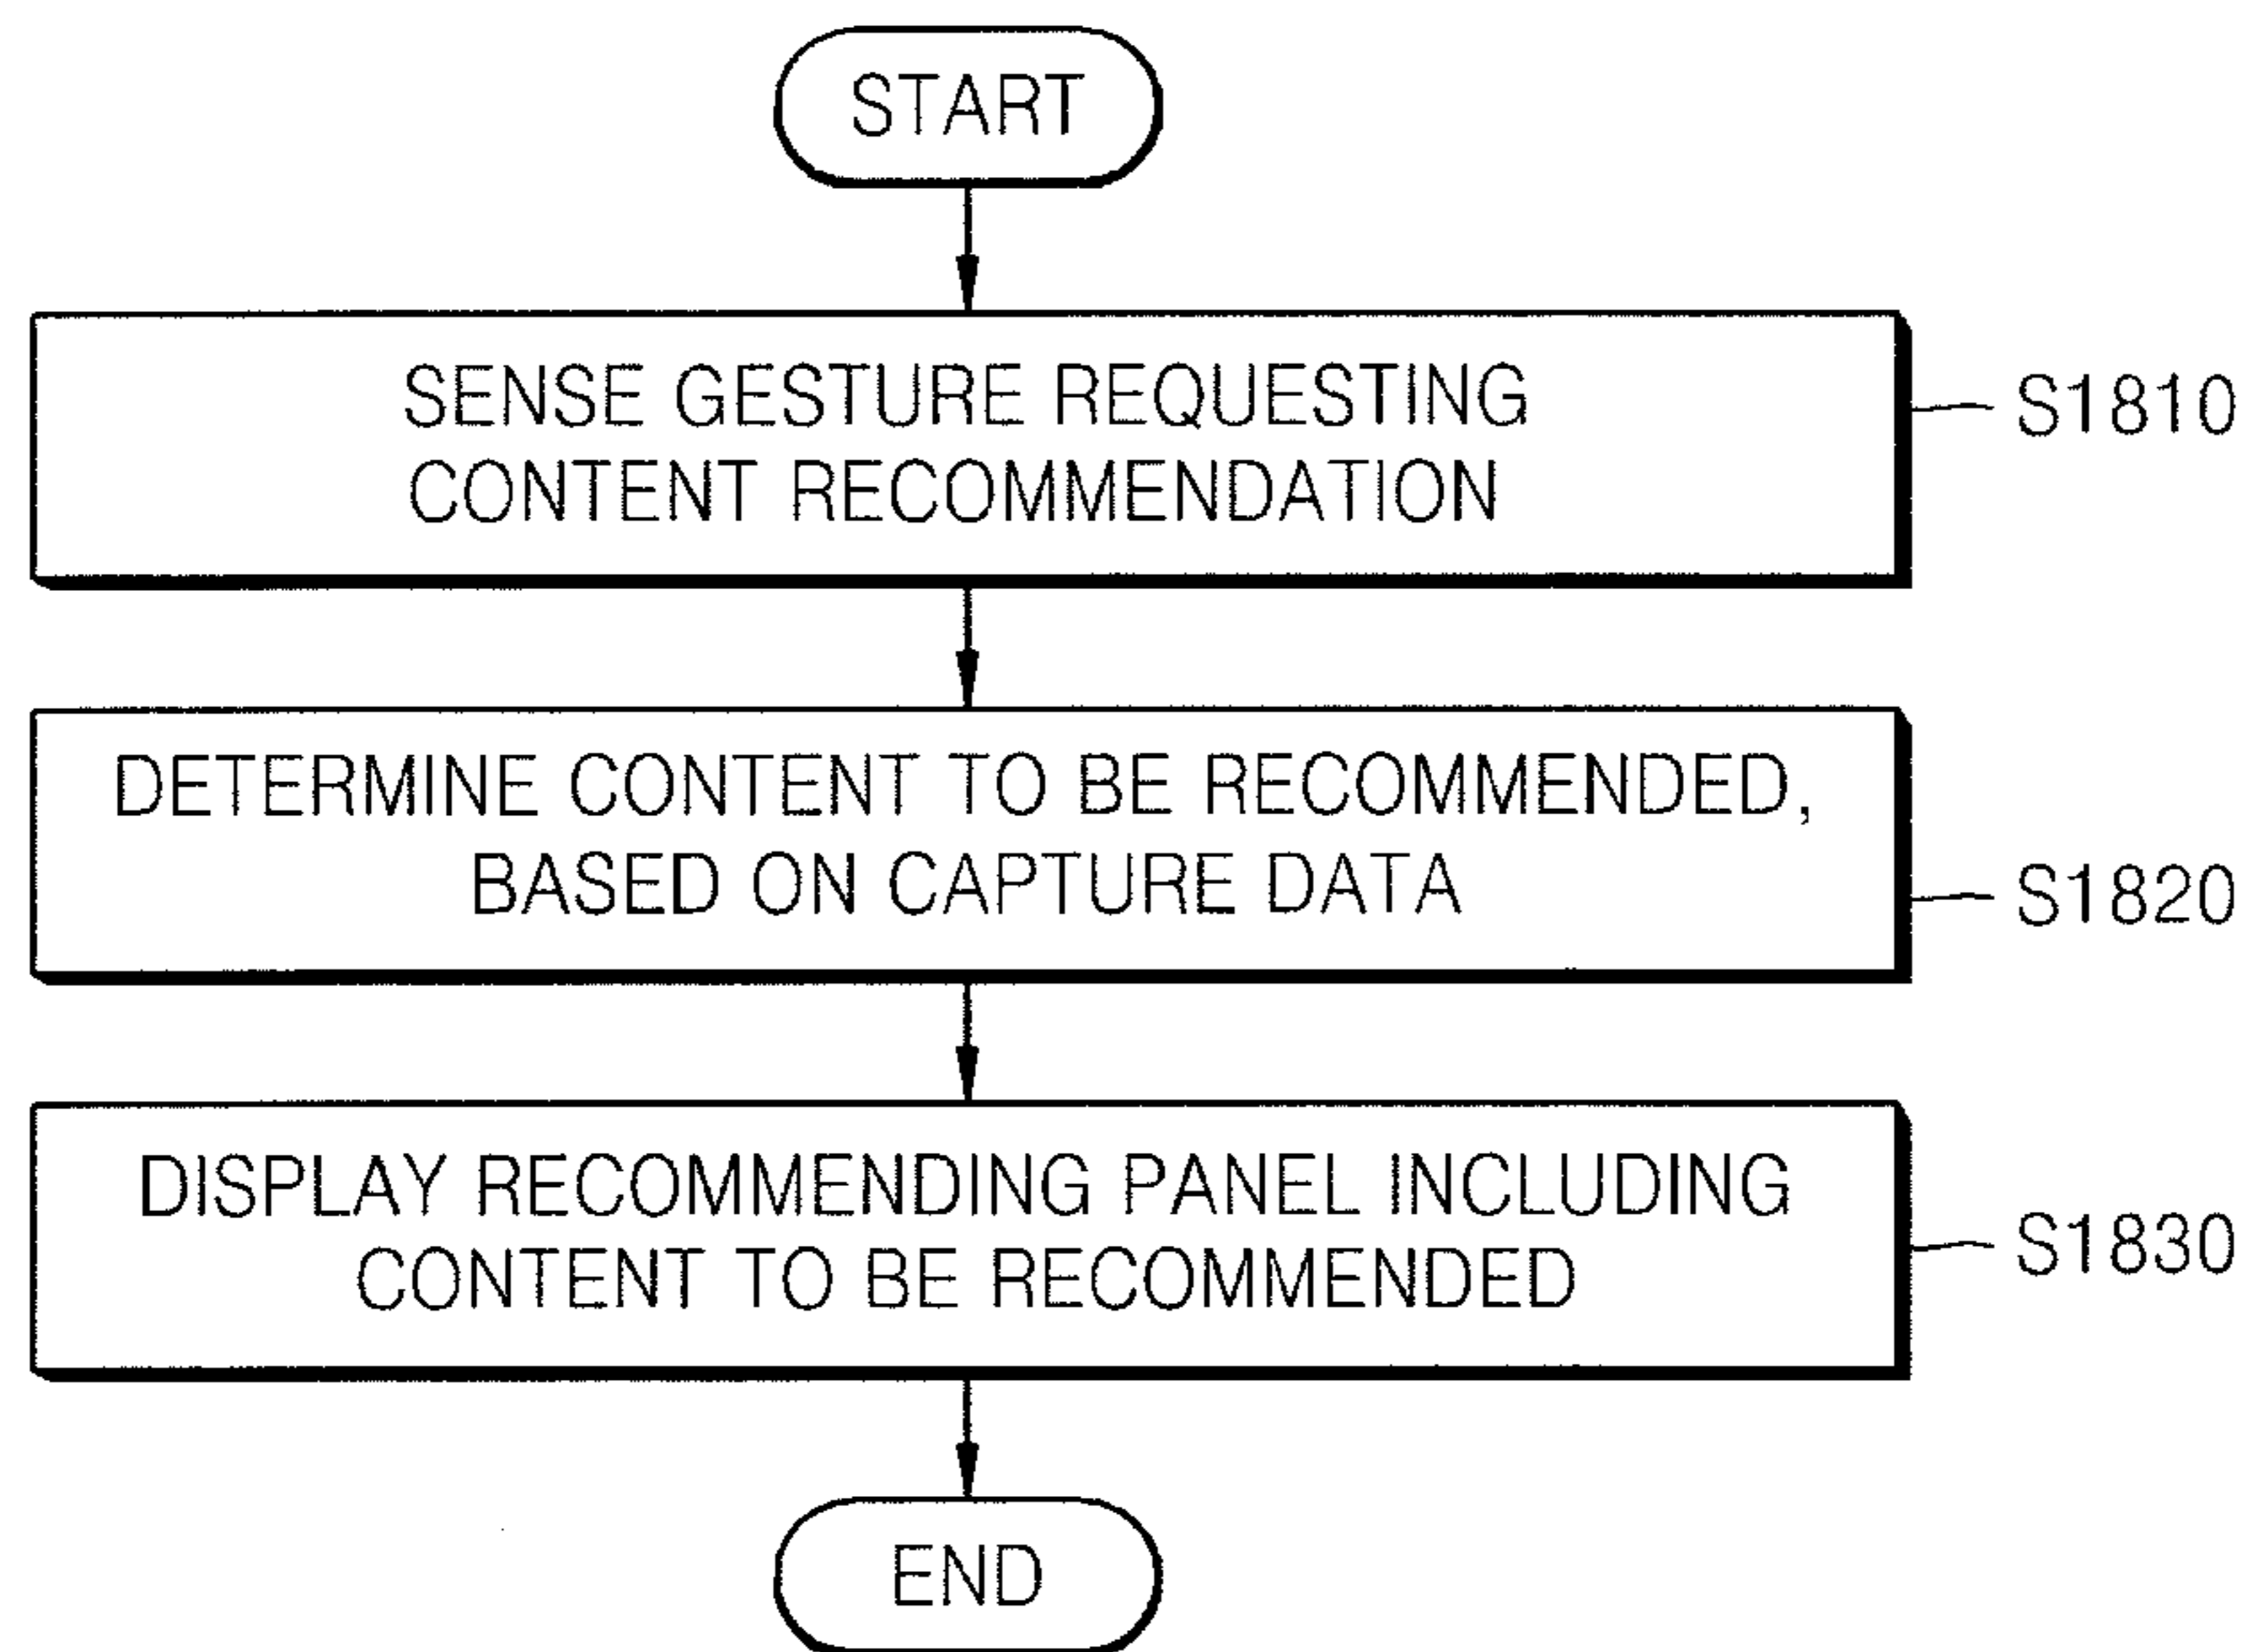 START
SENSE GESTURE REQUESTING
CONTENT RECOMMENDATION
S1810
DETERMINE CONTENT TO BE RECOMMENDED,
BASED ON CAPTURE DATA
S1820
DISPLAY RECOMMENDING PANEL INCLUDING
CONTENT TO BE RECOMMENDED
S1830
END